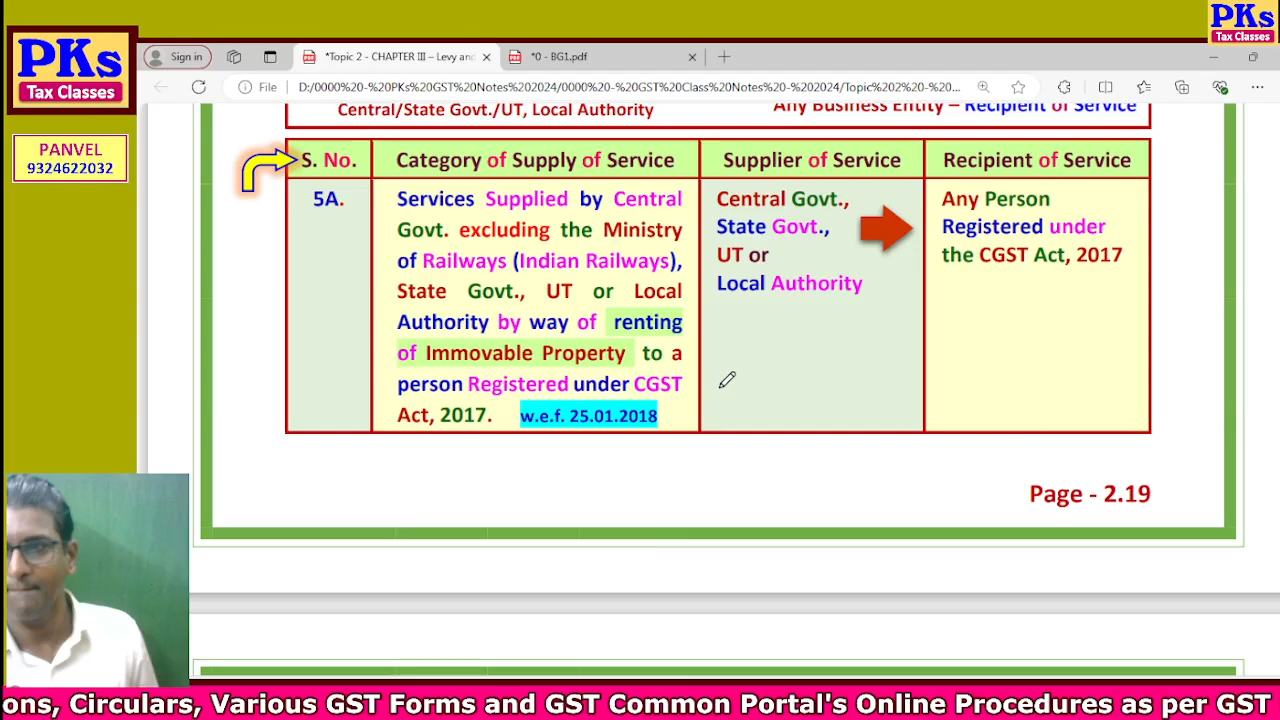 PKs
Tax Classes
PKs
Tax Classes
PANVEL
9324622032
Sign in
*Topic 2 - CHAPTER III – Levy and
*0 - BG1.pdf
File
D:/0000%20-%20PKs%20GST%20Notes%202024/0000%20-%20GST%20Class%20Notes%20-%202024/Topic%202%20-%20...
Central/State Govt./UT, Local Authority
Any Business Entity – Recipient of Service
S. No.
Category of Supply of Service
Supplier of Service
Recipient of Service
5A.
Services Supplied by Central
Govt. excluding the Ministry
of Railways (Indian Railways),
State Govt., UT or Local
Authority by way of renting
of Immovable Property to a
person Registered under CGST
Act, 2017. w.e.f. 25.01.2018
Central Govt.,
State Govt.,
UT or
Local Authority
Any Person
Registered under
the CGST Act, 2017
Page - 2.19
ons, Circulars, Various GST Forms and GST Common Portal's Online Procedures as per GST